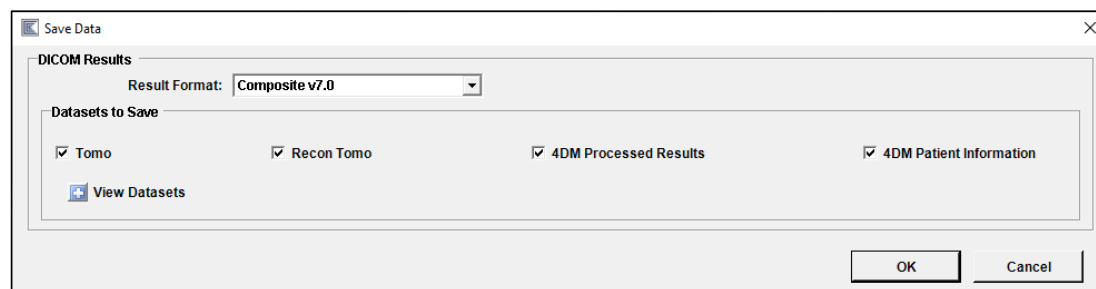 Save Data
DICOM Results
Result Format: Composite v7.0
Datasets to Save
Tomo Recon Tomo 4DM Processed Results 4DM Patient Information
View Datasets
OK Cancel